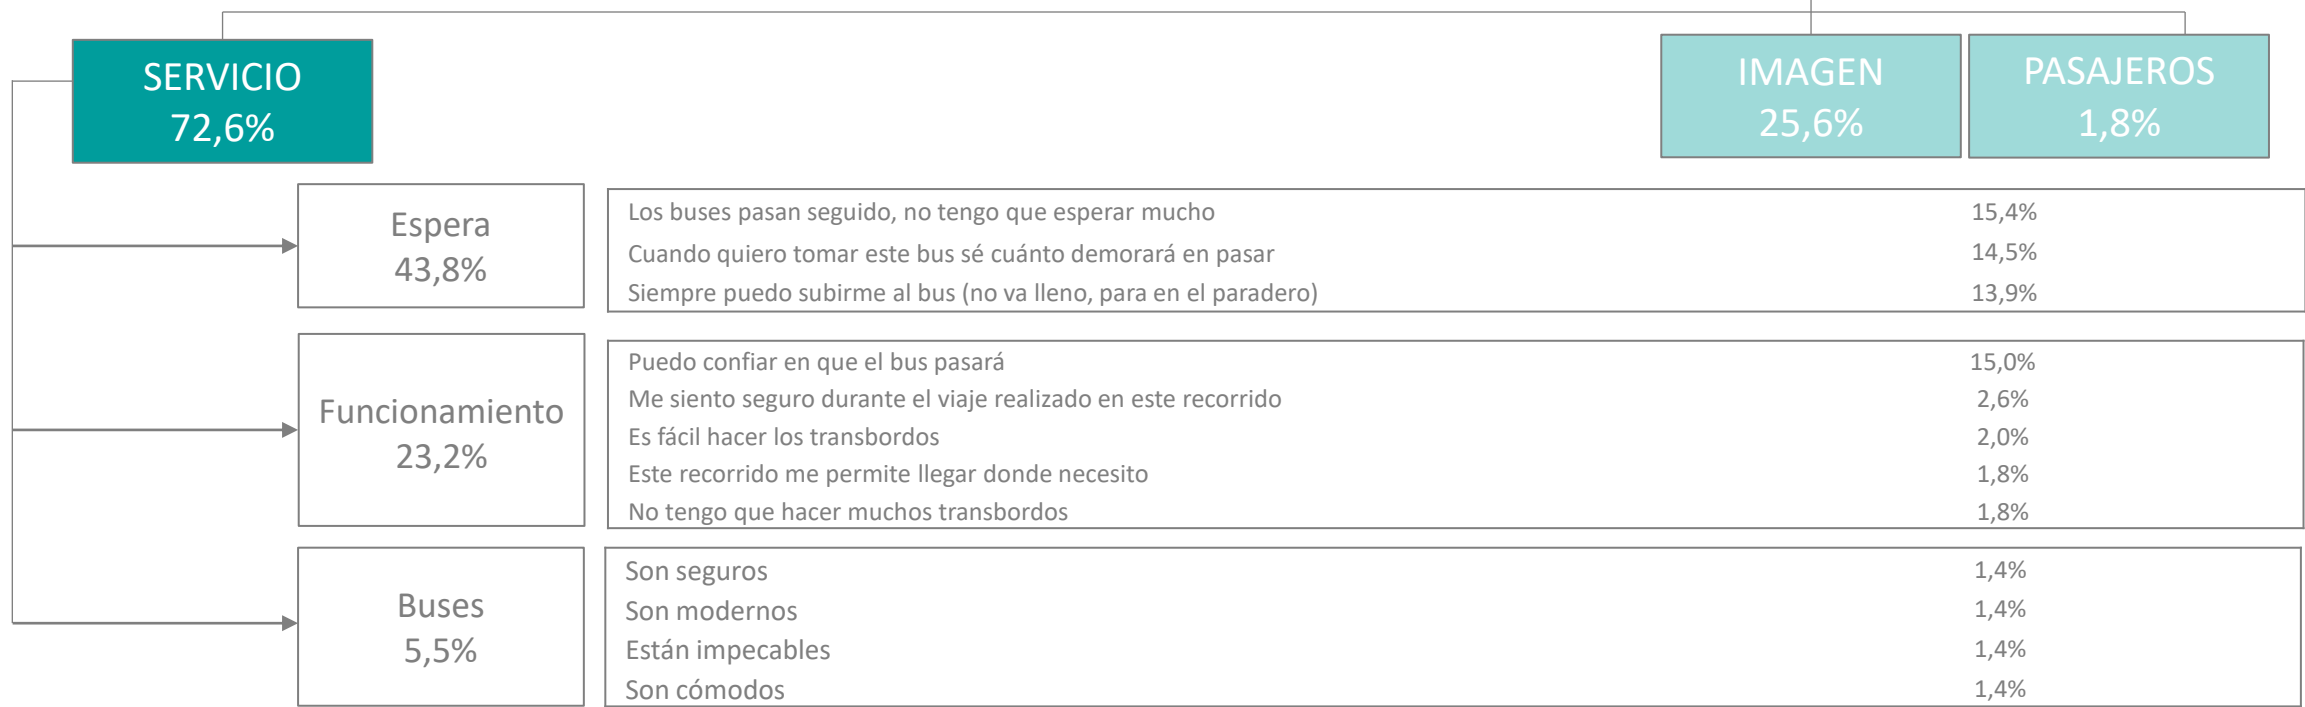 SERVICIO
72,6%
IMAGEN
25,6%
PASAJEROS
1,8%
Espera
43,8%
Los buses pasan seguido, no tengo que esperar mucho 15,4%
Cuando quiero tomar este bus sé cuánto demorará en pasar 14,5%
Siempre puedo subirme al bus (no va lleno, para en el paradero) 13,9%
Funcionamiento
23,2%
Puedo confiar en que el bus pasará 15,0%
Me siento seguro durante el viaje realizado en este recorrido 2,6%
Es fácil hacer los transbordos 2,0%
Este recorrido me permite llegar donde necesito 1,8%
No tengo que hacer muchos transbordos 1,8%
Buses
5,5%
Son seguros 1,4%
Son modernos 1,4%
Están impecables 1,4%
Son cómodos 1,4%